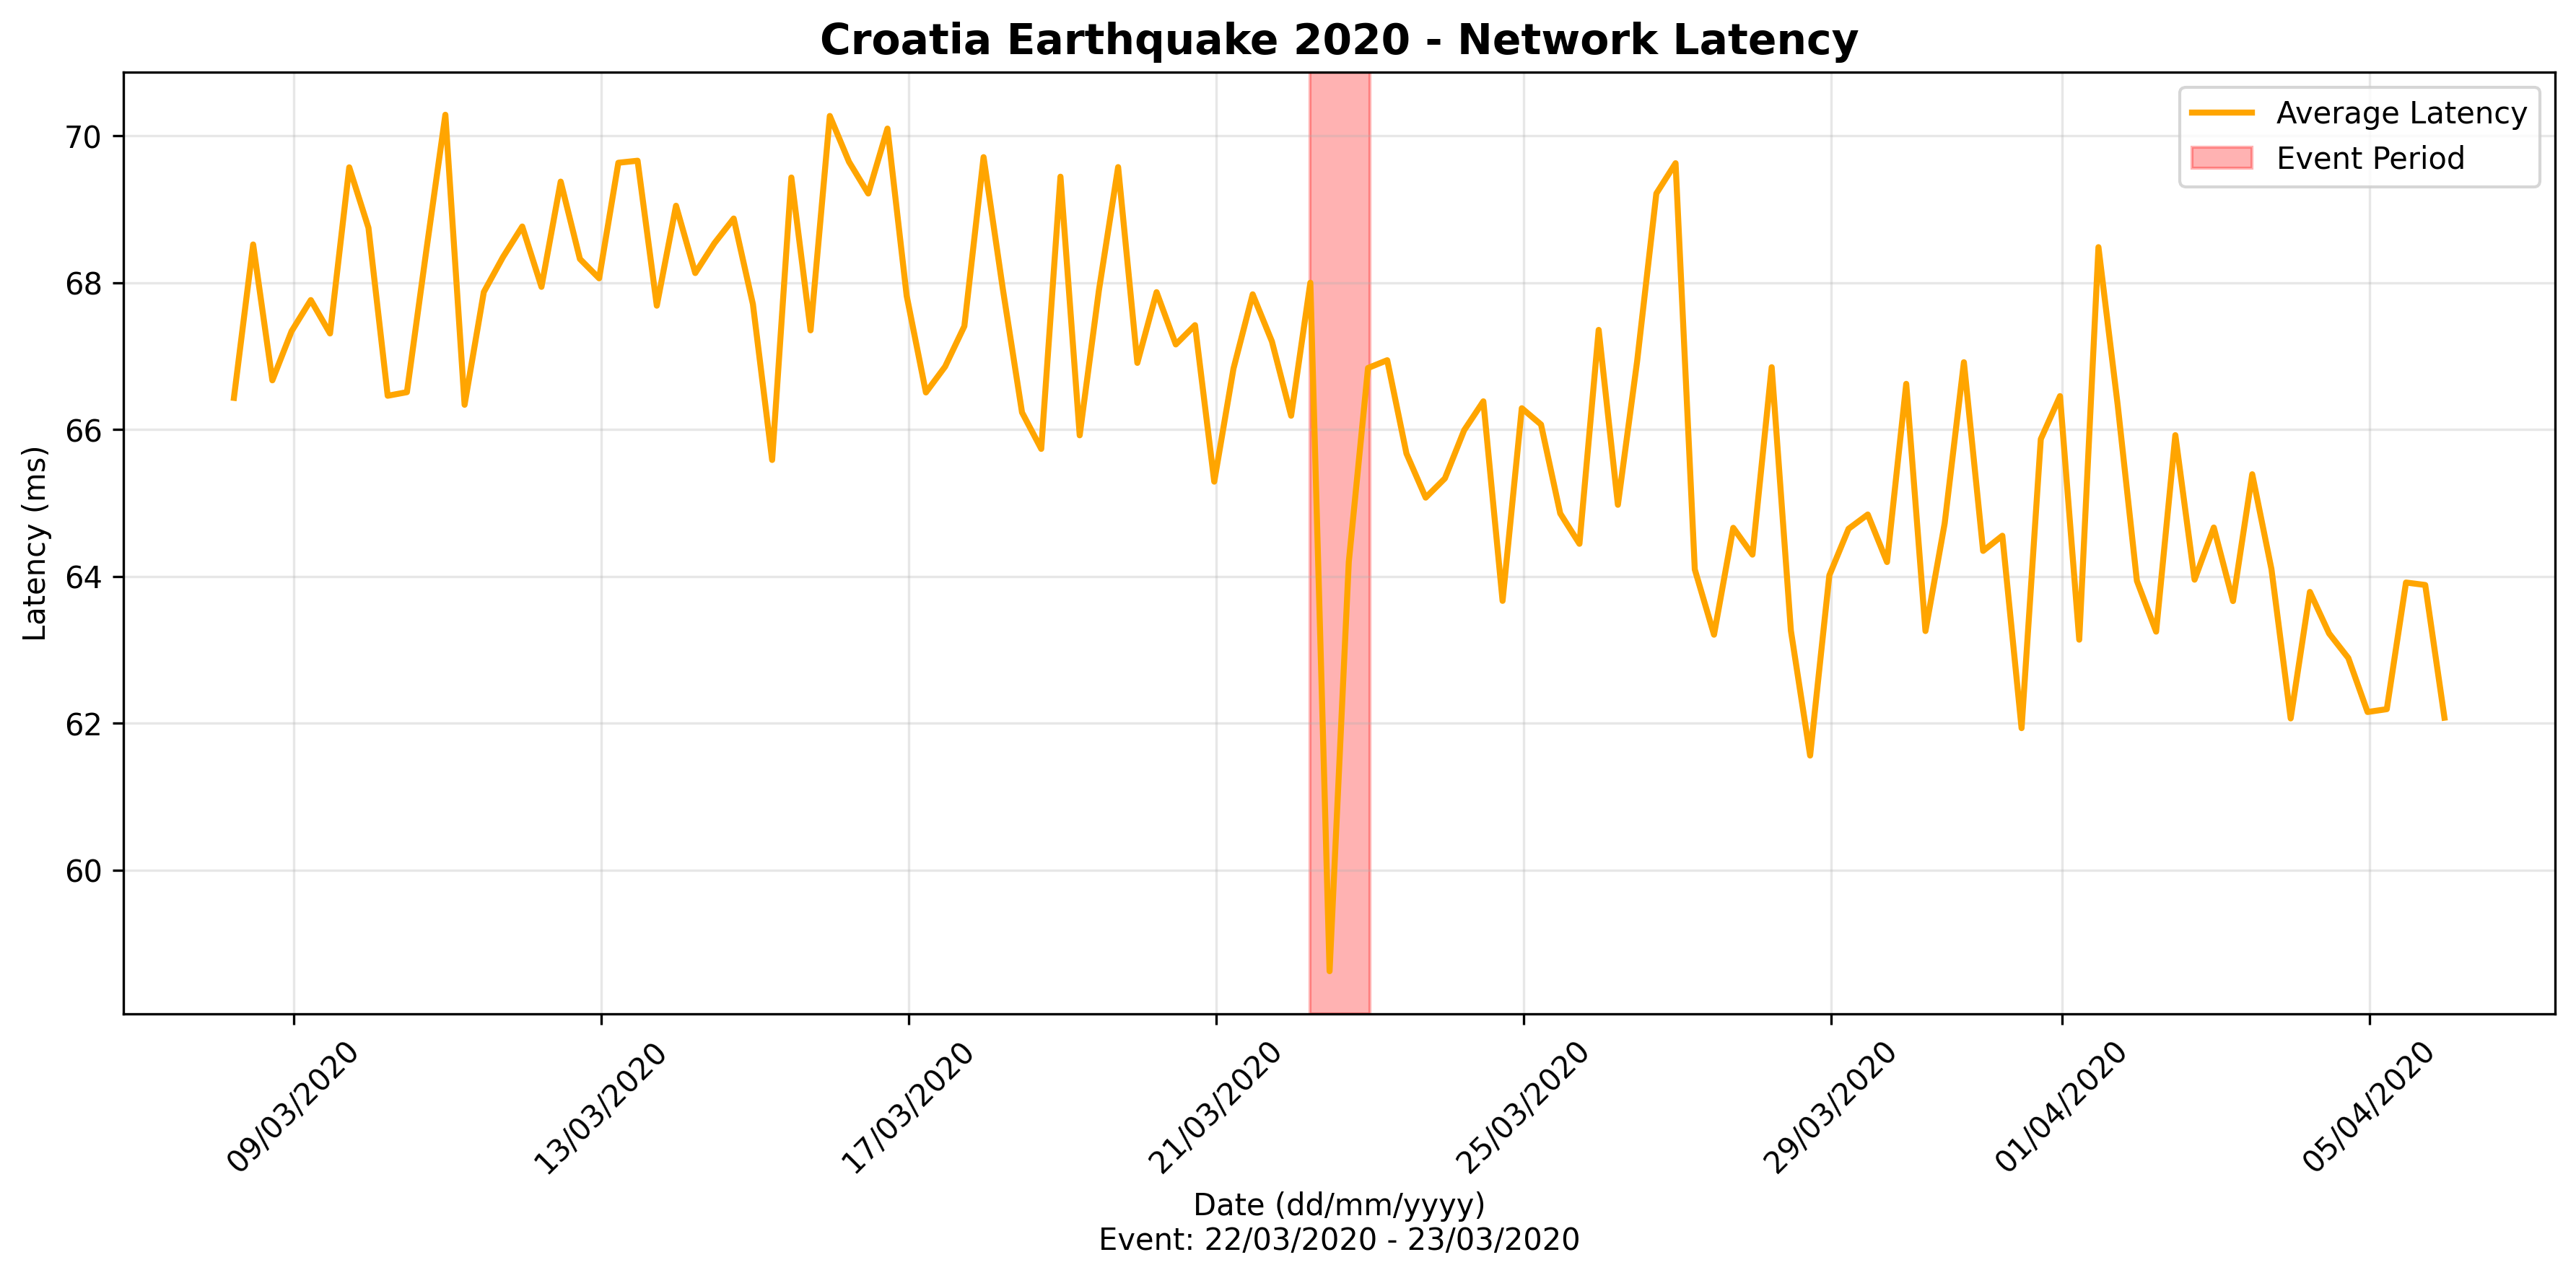 Croatia Earthquake 2020 - Network Latency
Average Latency
Event Period
Latency (ms)
70
68
66
64
62
60
09/03/2020
13/03/2020
17/03/2020
21/03/2020
25/03/2020
29/03/2020
01/04/2020
05/04/2020
Date (dd/mm/yyyy)
Event: 22/03/2020 - 23/03/2020